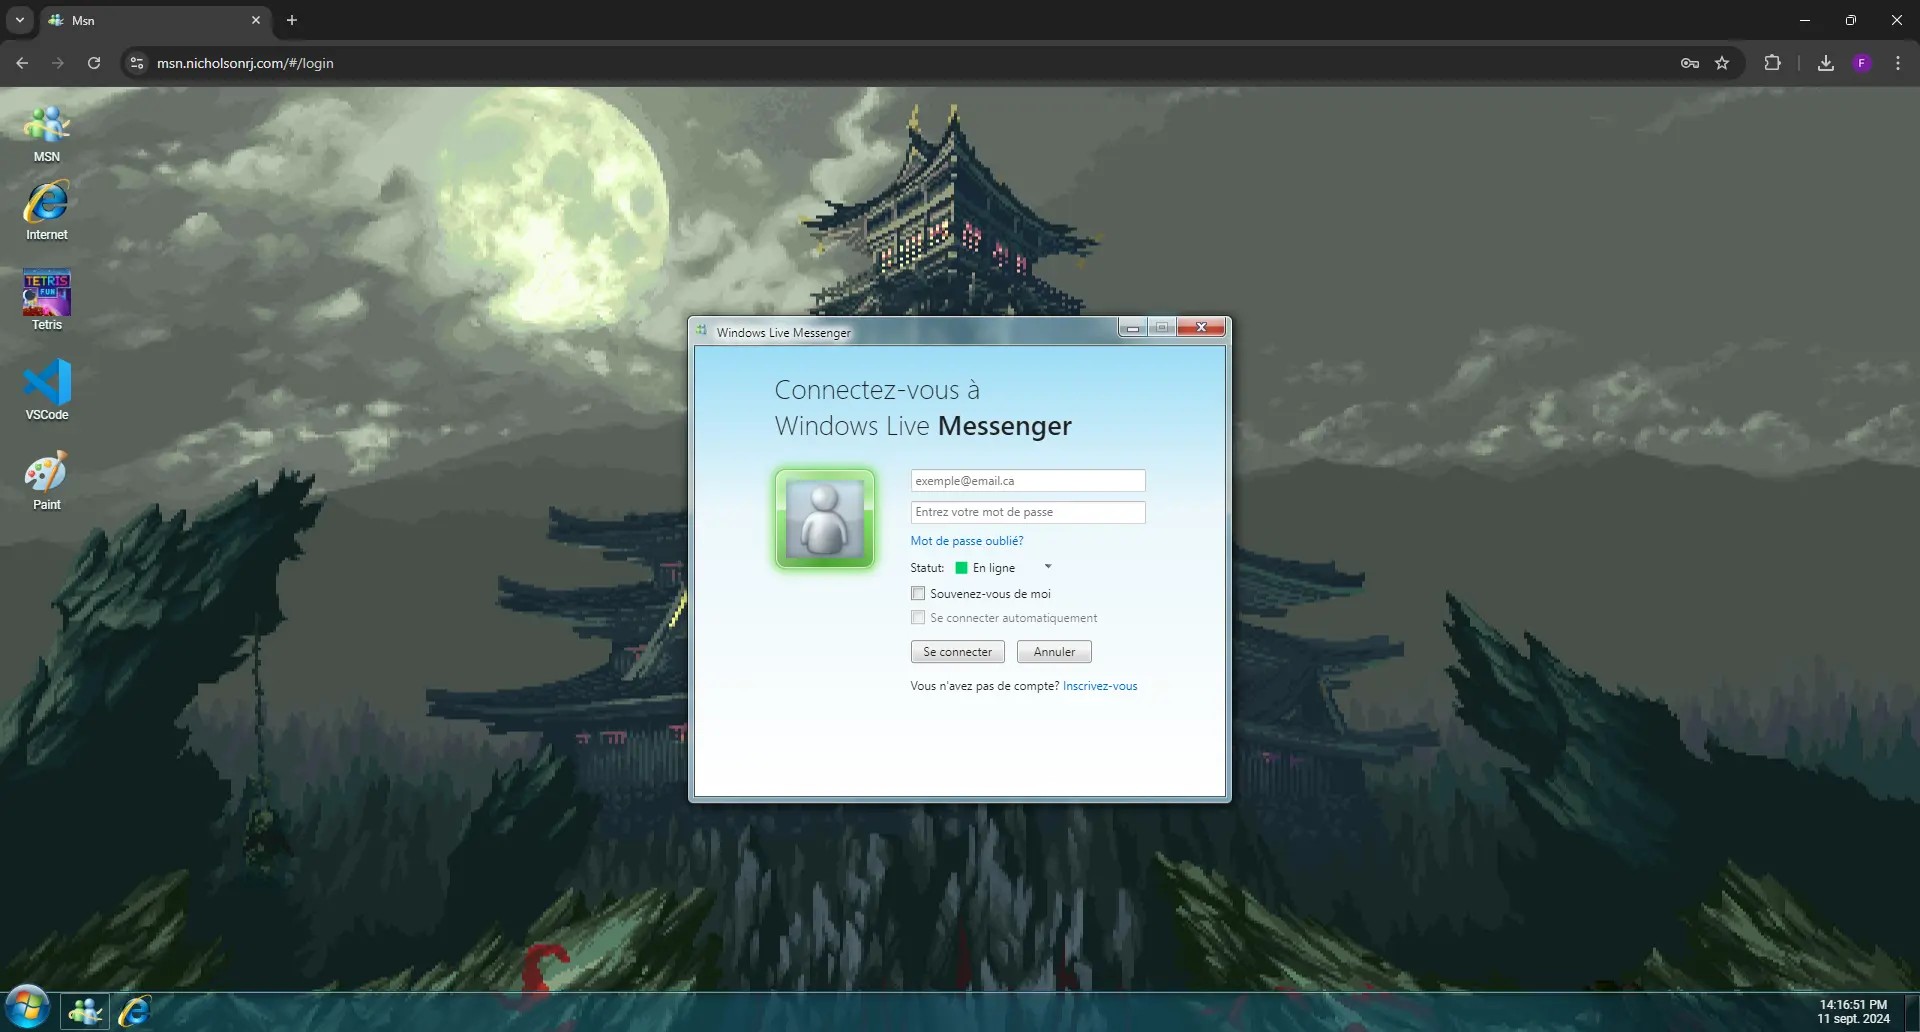 Msn
msn.nicholsonrj.com/#/login
F
MSN
Internet
TETRIS
FUN
Tetris
VSCode
Paint
Windows Live Messenger
Connectez-vous à
Windows Live Messenger
exemple@email.ca
Entrez votre mot de passe
Mot de passe oublié?
Statut: En ligne
Souvenez-vous de moi
Se connecter automatiquement
Se connecter Annuler
Vous n'avez pas de compte? Inscrivez-vous
14:16:51 PM
11 sept. 2024